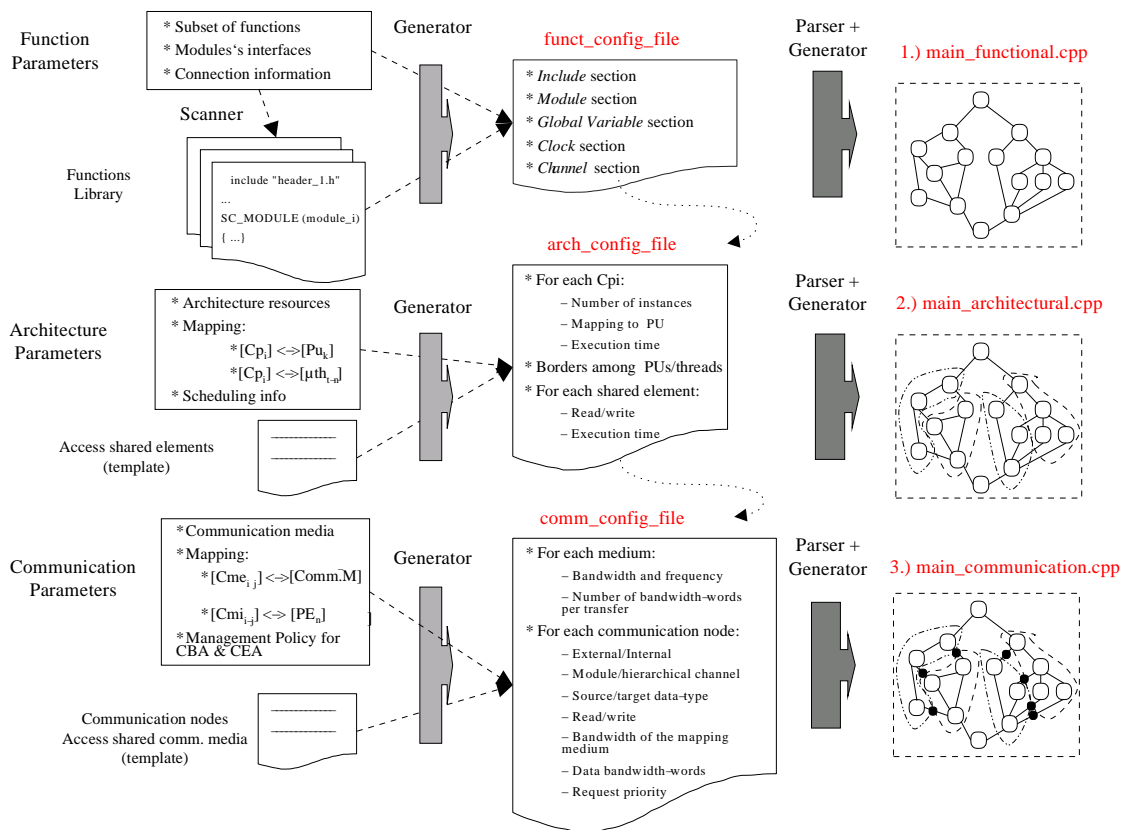 Function
Parameters
* Subset of functions
* Modules's interfaces
* Connection information
Scanner
Functions
Library
include "header_1.h"
...
SC_MODULE (module_i)
{ ...}
Generator
funct_config_file
* Include section
* Module section
* Global Variable section
* Clock section
* Channel section
Parser +
Generator
1.) main_functional.cpp
Architecture
Parameters
* Architecture resources
* Mapping:
*[Cp_i] <->[Pu_k]
*[Cp_i] <->[µth_t-n]
* Scheduling info
Access shared elements
(template)
Generator
arch_config_file
* For each Cpi:
– Number of instances
– Mapping to PU
– Execution time
* Borders among PUs/threads
* For each shared element:
– Read/write
– Execution time
Parser +
Generator
2.) main_architectural.cpp
Communication
Parameters
* Communication media
* Mapping:
*[Cme_i j] <->[Comm.M]
*[Cmi_i-j] <-> [PE_n] ]
*Management Policy for
CBA & CEA
Communication nodes
Access shared comm. media
(template)
Generator
comm_config_file
* For each medium:
– Bandwidth and frequency
– Number of bandwidth-words
per transfer
* For each communication node:
– External/Internal
– Module/hierarchical channel
– Source/target data-type
– Read/write
– Bandwidth of the mapping
medium
– Data bandwidth-words
– Request priority
Parser +
Generator
3.) main_communication.cpp